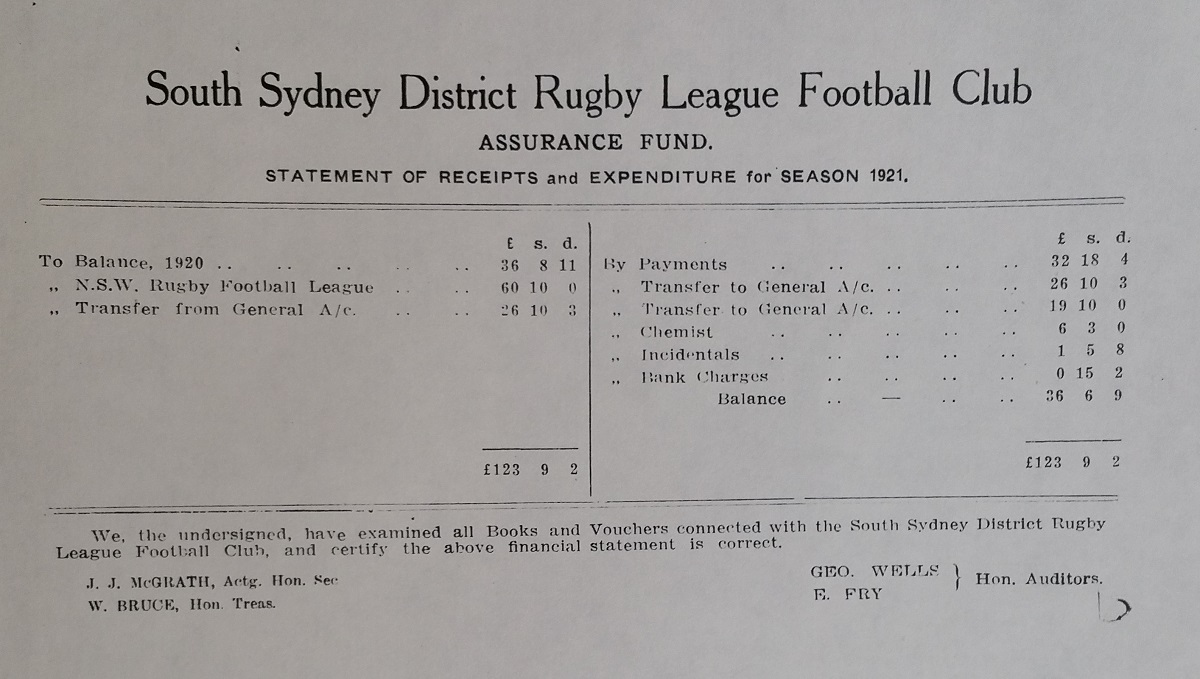 South Sydney District Rugby League Football Club
ASSURANCE FUND.
STATEMENT OF RECEIPTS and EXPENDITURE for SEASON 1921.
£ s. d.
To Balance, 1920 .. .. .. .. .. 36 8 11
„ N.S.W. Rugby Football League .. .. 60 10 0
„ Transfer from General A/c. .. .. 26 10 3
£123 9 2
£ s. d.
By Payments .. .. .. .. .. 32 18 4
„ Transfer to General A/c. .. .. .. 26 10 3
„ Transfer to General A/c. .. .. .. 19 10 0
„ Chemist .. .. .. .. .. 6 3 0
„ Incidentals .. .. .. .. .. 1 5 8
„ Bank Charges .. .. .. .. 0 15 2
Balance .. — .. .. 36 6 9
£123 9 2
We, the undersigned, have examined all Books and Vouchers connected with the South Sydney District Rugby
League Football Club, and certify the above financial statement is correct.
J. J. McGRATH, Actg. Hon. Sec
W. BRUCE, Hon. Treas.
GEO. WELLS } Hon. Auditors.
E. FRY